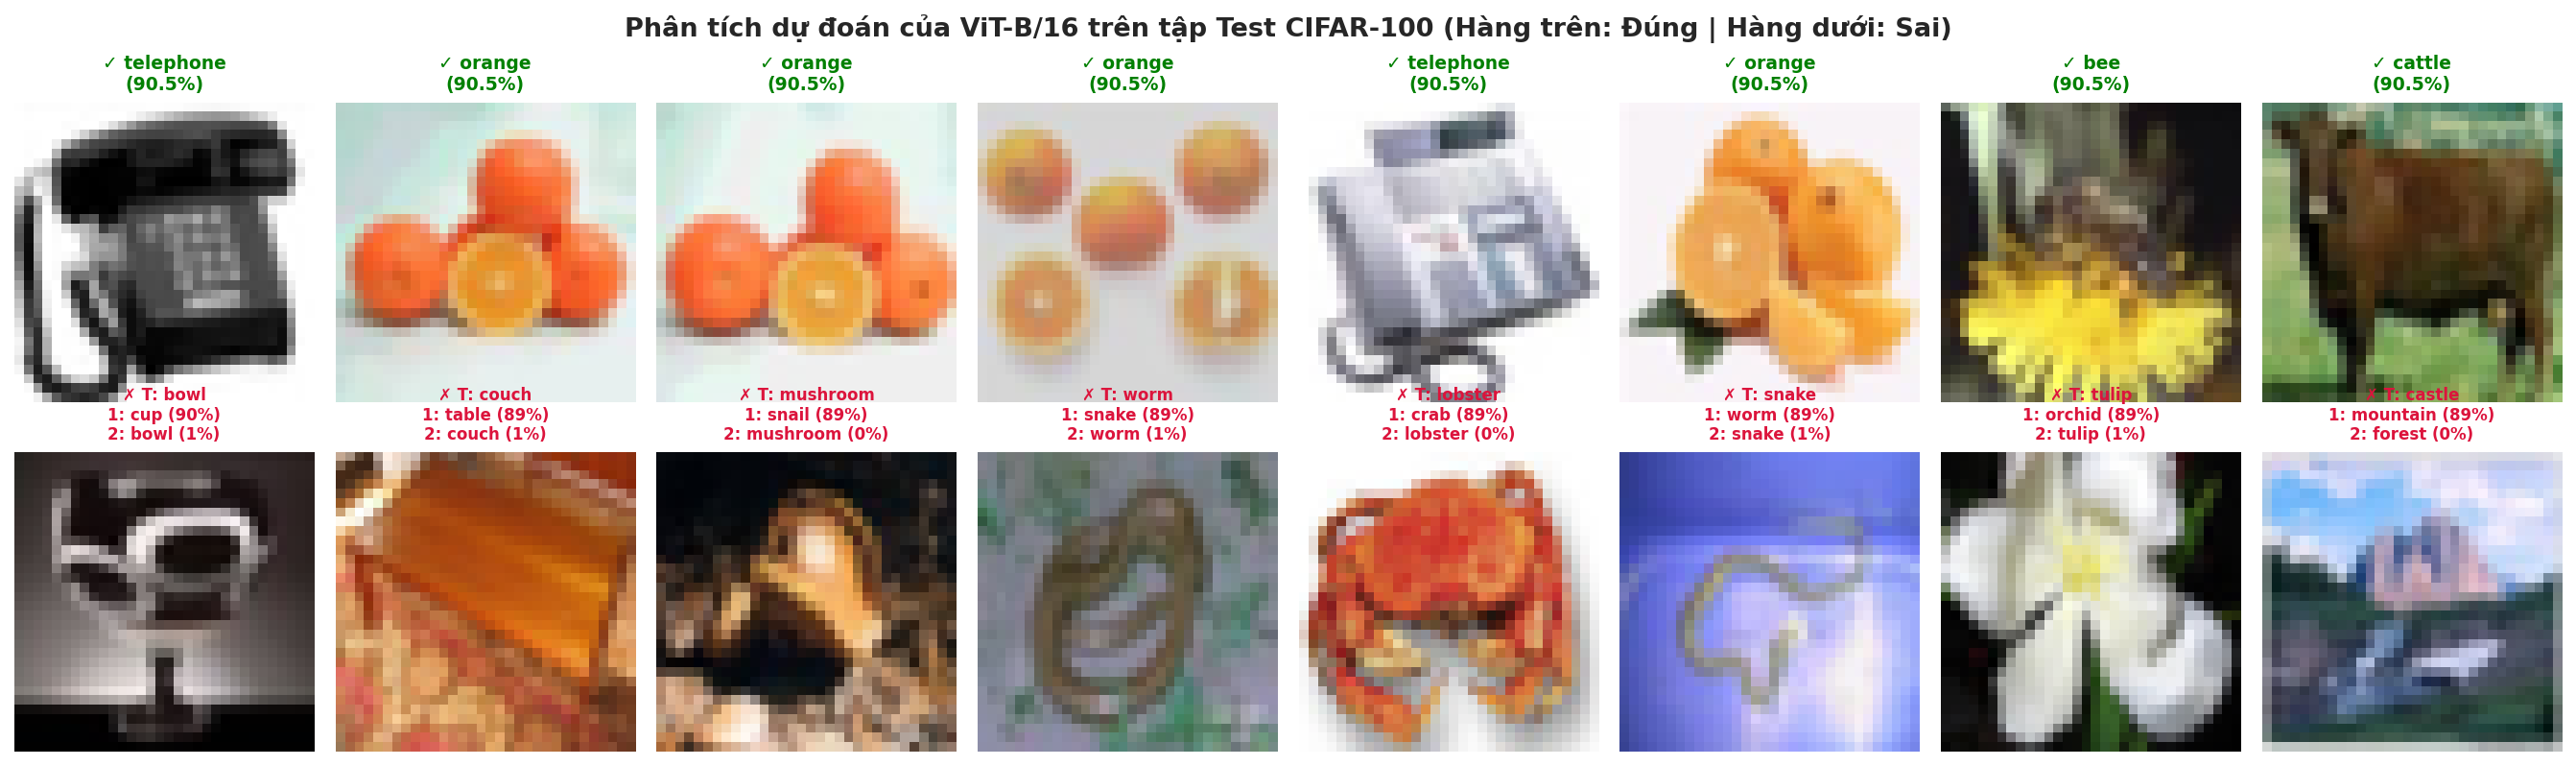 Phân tích dự đoán của ViT-B/16 trên tập Test CIFAR-100 (Hàng trên: Đúng | Hàng dưới: Sai)
✓ telephone
(90.5%)
✓ orange
(90.5%)
✓ orange
(90.5%)
✓ orange
(90.5%)
✓ telephone
(90.5%)
✓ orange
(90.5%)
✓ bee
(90.5%)
✓ cattle
(90.5%)
✗ T: bowl
1: cup (90%)
2: bowl (1%)
✗ T: couch
1: table (89%)
2: couch (1%)
✗ T: mushroom
1: snail (89%)
2: mushroom (0%)
✗ T: worm
1: snake (89%)
2: worm (1%)
✗ T: lobster
1: crab (89%)
2: lobster (0%)
✗ T: snake
1: worm (89%)
2: snake (1%)
✗ T: tulip
1: orchid (89%)
2: tulip (1%)
✗ T: castle
1: mountain (89%)
2: forest (0%)